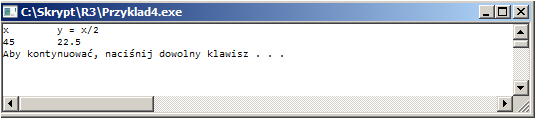 C:\Skrypt\R3\Przyklad4.exe
x y = x/2
45 22.5
Aby kontynuować, naciśnij dowolny klawisz . . .